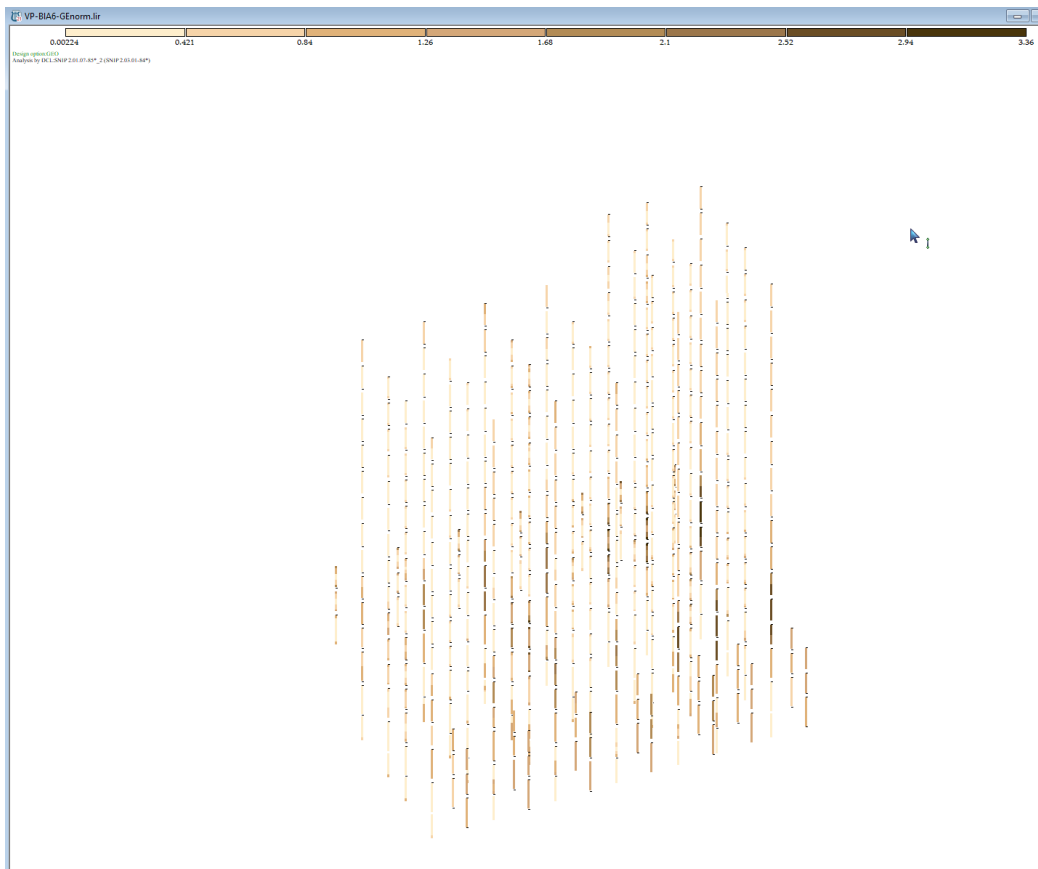 VP-BIA6-GEnorm.lir
0.00224 0.421 0.84 1.26 1.68 2.1 2.52 2.94 3.36
Design option:GEO
Analysis by DCL:SNIP 2.01.07-85*_2 (SNIP 2.03.01-84*)